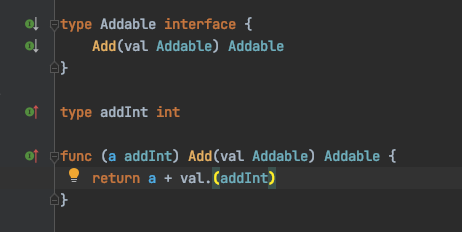 type Addable interface {
    Add(val Addable) Addable
}

type addInt int

func (a addInt) Add(val Addable) Addable {
    return a + val.(addInt)
}